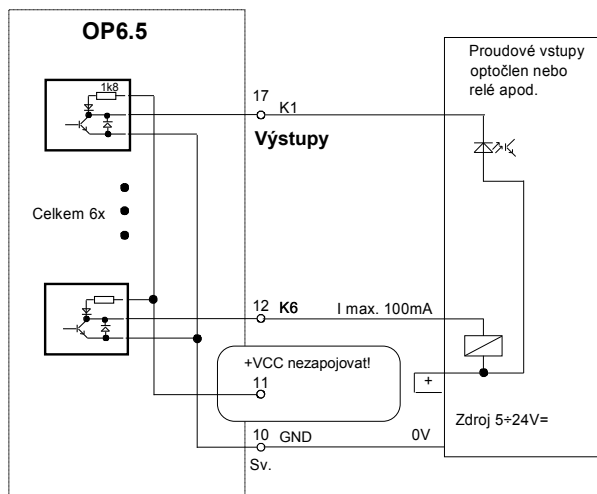 OP6.5
1k8
17
K1
Výstupy
Celkem 6x
Proudové vstupy
optočlen nebo
relé apod.
12
K6
I max. 100mA
+VCC nezapojovat!
11
+
Zdroj 5÷24V=
10
GND
0V
Sv.